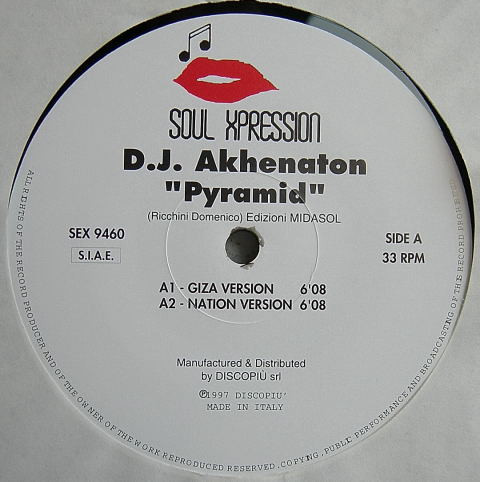 SOUL XPRESSION
D.J. Akhenaton
"Pyramid"
(Ricchini Domenico) Edizioni MIDASOL
SEX 9460
S.I.A.E.
SIDE A
33 RPM
A1 - GIZA VERSION 6'08
A2 - NATION VERSION 6'08
Manufactured & Distributed
by DISCOPIÙ srl
℗1997 DISCOPIU'
MADE IN ITALY
ALL RIGHTS OF THE RECORD PRODUCER AND OF THE OWNER OF THE WORK REPRODUCED RESERVED. COPYING, PUBLIC PERFORMANCE AND BROADCASTING OF THIS RECORD PROHIBITED